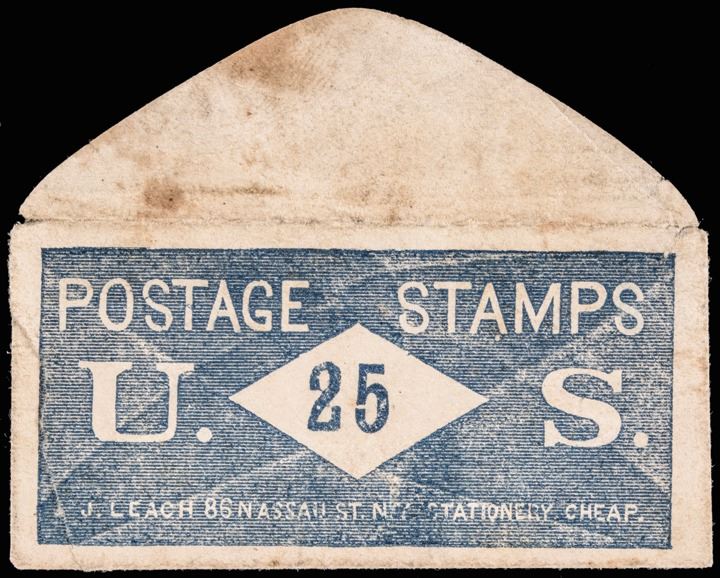 POSTAGE STAMPS
U. 25 S.
J. LEACH 86 NASSAU ST. N.Y. STATIONERY CHEAP.